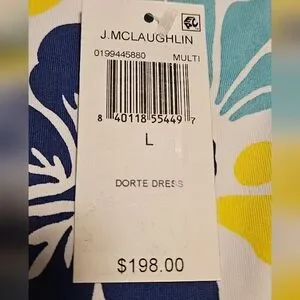 J.MCLAUGHLIN
0199445880 MULTI
8 40118 55449 7
L
DORTE DRESS
$198.00